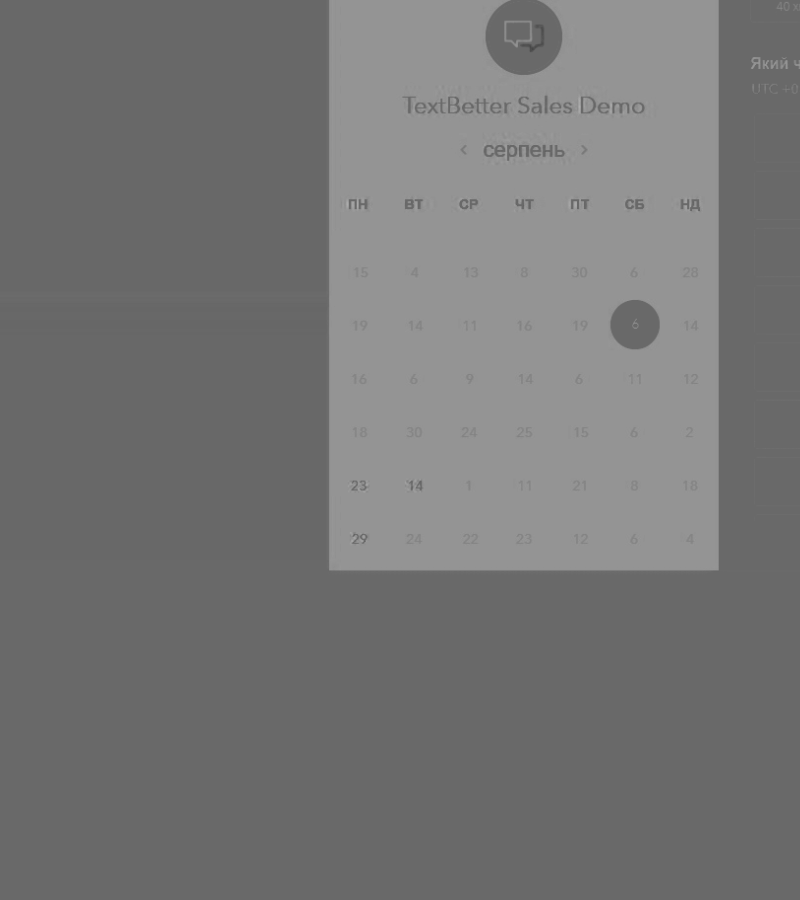 40 х
Який ч
UTC +0
TextBetter Sales Demo
‹ серпень ›
ПН ВТ СР ЧТ ПТ СБ НД
15 4 13 8 30 6 28
19 14 11 16 19 6 14
16 6 9 14 6 11 12
18 30 24 25 15 6 2
23 14 1 11 21 8 18
29 24 22 23 12 6 4